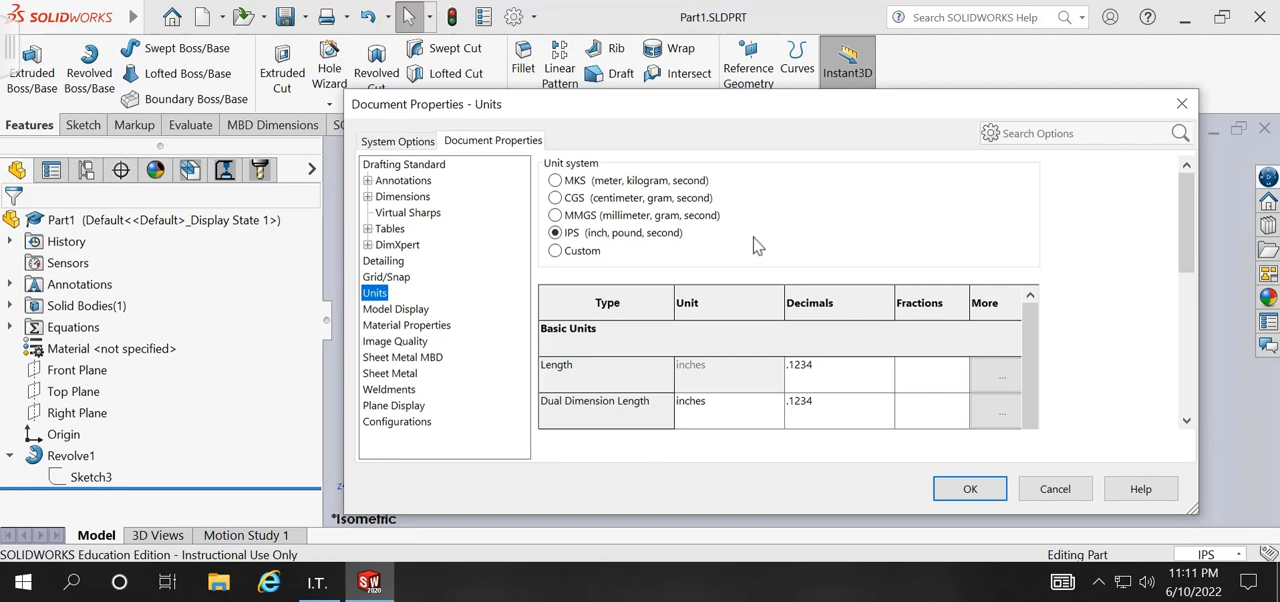 SOLIDWORKS
Part1.SLDPRT
Search SOLIDWORKS Help
Extruded Boss/Base
Revolved Boss/Base
Swept Boss/Base
Lofted Boss/Base
Boundary Boss/Base
Extruded Cut
Hole Wizard
Revolved Cut
Swept Cut
Lofted Cut
Fillet
Linear Pattern
Rib
Draft
Wrap
Intersect
Reference Geometry
Curves
Instant3D
Features
Sketch
Markup
Evaluate
MBD Dimensions
Part1 (Default<<Default>_Display State 1>)
History
Sensors
Annotations
Solid Bodies(1)
Equations
Material <not specified>
Front Plane
Top Plane
Right Plane
Origin
Revolve1
Sketch3
Document Properties - Units
System Options
Document Properties
Search Options
Drafting Standard
Annotations
Dimensions
Virtual Sharps
Tables
DimXpert
Detailing
Grid/Snap
Units
Model Display
Material Properties
Image Quality
Sheet Metal MBD
Sheet Metal
Weldments
Plane Display
Configurations
Unit system
MKS (meter, kilogram, second)
CGS (centimeter, gram, second)
MMGS (millimeter, gram, second)
IPS (inch, pound, second)
Custom
Type Unit Decimals Fractions More
Basic Units
Length inches .1234 ...
Dual Dimension Length inches .1234 ...
OK
Cancel
Help
*Isometric
Model
3D Views
Motion Study 1
SOLIDWORKS Education Edition - Instructional Use Only
Editing Part
IPS
I.T.
SW 2020
11:11 PM
6/10/2022